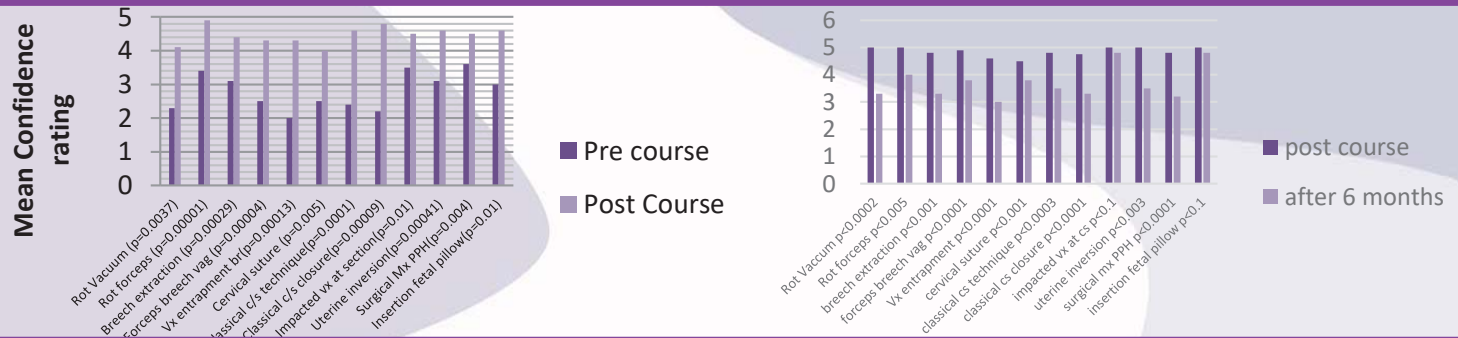 Mean Confidence
rating
5
4
3
2
1
0
Rot Vacuum (p=0.0037)
Rot forceps (p=0.0001)
Breech extraction (p=0.00029)
Forceps breech vag (p=0.00004)
Vx entrapment br(p=0.00013)
Cervical suture (p=0.005)
lassical c/s technique(p=0.0001)
Classical c/s closure(p=0.00009)
Impacted vx at section(p=0.01)
Uterine inversion(p=0.00041)
Surgical Mx PH(p=0.004)
Insertion fetal pillow(p=0.01)
Pre course
Post Course
6
5
4
3
2
1
0
Rot Vacuum p<0.0002
Rot forceps p<0.005
breech extraction p<0.001
forceps breech vag p<0.0001
Vx entrapment p<0.0001
cervical suture p<0.001
classical cs technique p<0.0003
classical cs closure p<0.0001
impacted vx at cs p<0.1
uterine inversion p<0.003
surgical mx PH p<0.0001
insertion fetal pillow p<0.1
post course
after 6 months